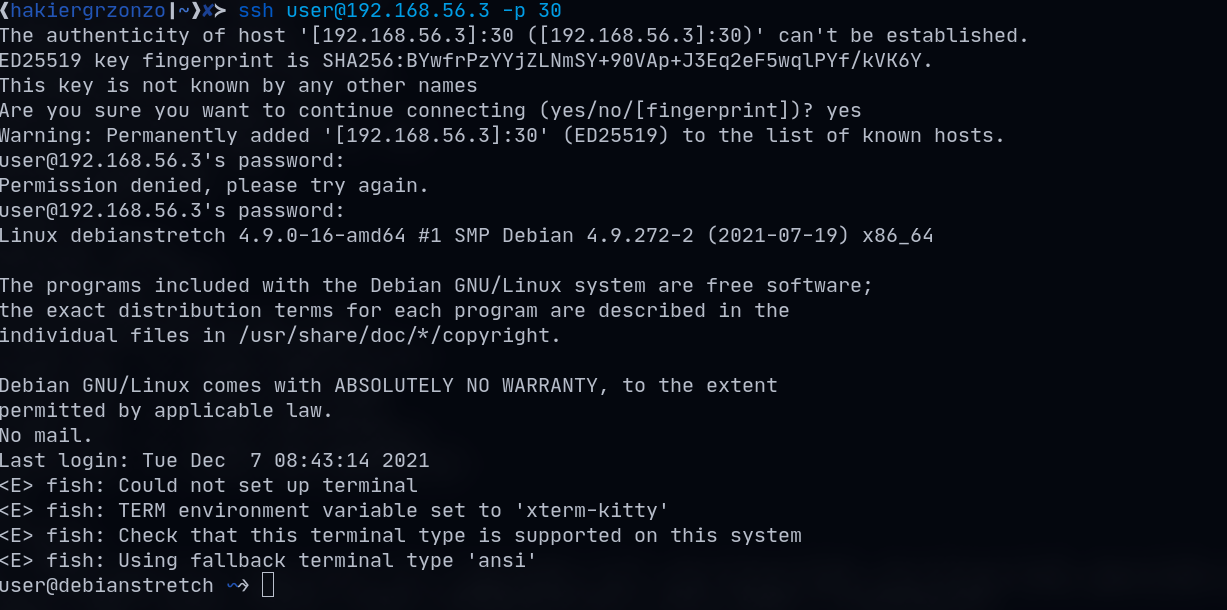 ⟬hakiergrzonzo┃~⟭✘➤ ssh user@192.168.56.3 -p 30
The authenticity of host '[192.168.56.3]:30 ([192.168.56.3]:30)' can't be established.
ED25519 key fingerprint is SHA256:BYwfrPzYYjZLNmSY+90VAp+J3Eq2eF5wqlPYf/kVK6Y.
This key is not known by any other names
Are you sure you want to continue connecting (yes/no/[fingerprint])? yes
Warning: Permanently added '[192.168.56.3]:30' (ED25519) to the list of known hosts.
user@192.168.56.3's password:
Permission denied, please try again.
user@192.168.56.3's password:
Linux debianstretch 4.9.0-16-amd64 #1 SMP Debian 4.9.272-2 (2021-07-19) x86_64
The programs included with the Debian GNU/Linux system are free software;
the exact distribution terms for each program are described in the
individual files in /usr/share/doc/*/copyright.
Debian GNU/Linux comes with ABSOLUTELY NO WARRANTY, to the extent
permitted by applicable law.
No mail.
Last login: Tue Dec  7 08:43:14 2021
<E> fish: Could not set up terminal
<E> fish: TERM environment variable set to 'xterm-kitty'
<E> fish: Check that this terminal type is supported on this system
<E> fish: Using fallback terminal type 'ansi'
user@debianstretch ⤳